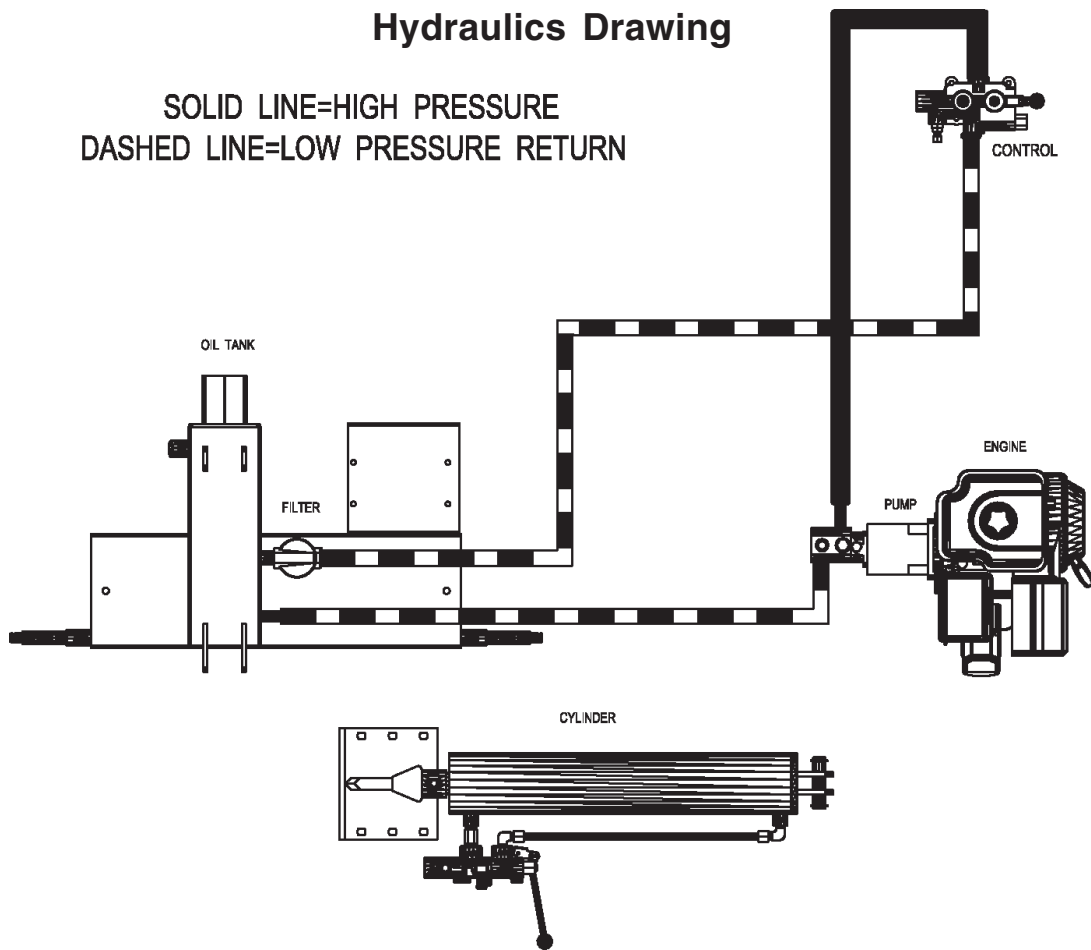 Hydraulics Drawing
SOLID LINE=HIGH PRESSURE
DASHED LINE=LOW PRESSURE RETURN
CONTROL
OIL TANK
ENGINE
FILTER
PUMP
CYLINDER